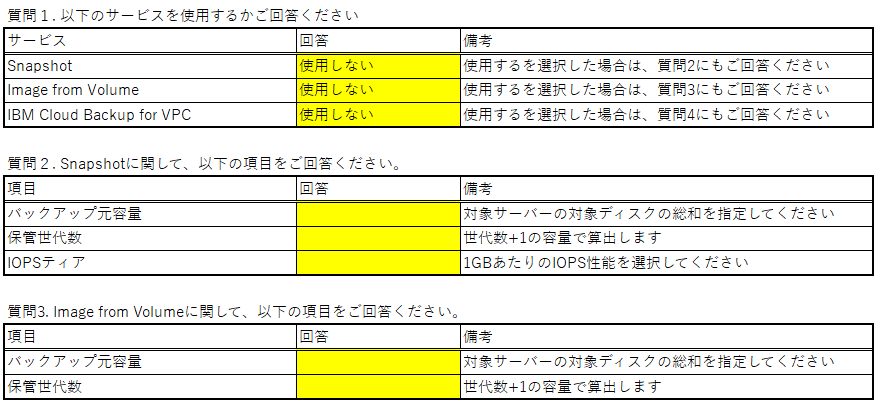 質問１. 以下のサービスを使用するかご回答ください
サービス 回答 備考
Snapshot 使用しない 使用するを選択した場合は、質問2にもご回答ください
Image from Volume 使用しない 使用するを選択した場合は、質問3にもご回答ください
IBM Cloud Backup for VPC 使用しない 使用するを選択した場合は、質問4にもご回答ください
質問２. Snapshotに関して、以下の項目をご回答ください。
項目 回答 備考
バックアップ元容量 対象サーバーの対象ディスクの総和を指定してください
保管世代数 世代数+1の容量で算出します
IOPSティア 1GBあたりのIOPS性能を選択してください
質問3. Image from Volumeに関して、以下の項目をご回答ください。
項目 回答 備考
バックアップ元容量 対象サーバーの対象ディスクの総和を指定してください
保管世代数 世代数+1の容量で算出します